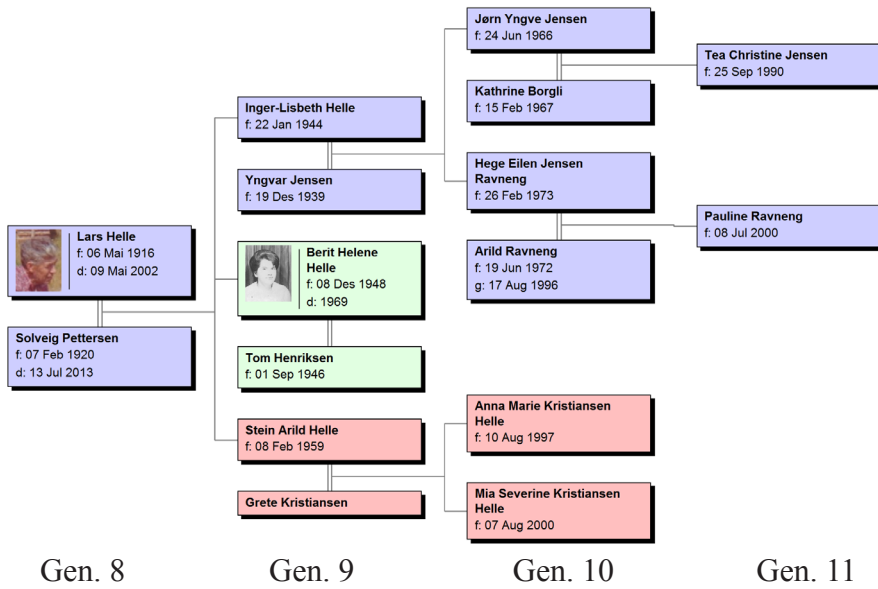 Jørn Yngve Jensen
f: 24 Jun 1966
Tea Christine Jensen
f: 25 Sep 1990
Kathrine Borgli
f: 15 Feb 1967
Inger-Lisbeth Helle
f: 22 Jan 1944
Hege Eilen Jensen
Ravneng
f: 26 Feb 1973
Yngvar Jensen
f: 19 Des 1939
Pauline Ravneng
f: 08 Jul 2000
Lars Helle
f: 06 Mai 1916
d: 09 Mai 2002
Berit Helene
Helle
f: 08 Des 1948
d: 1969
Arild Ravneng
f: 19 Jun 1972
g: 17 Aug 1996
Solveig Pettersen
f: 07 Feb 1920
d: 13 Jul 2013
Tom Henriksen
f: 01 Sep 1946
Anna Marie Kristiansen
Helle
f: 10 Aug 1997
Stein Arild Helle
f: 08 Feb 1959
Mia Severine Kristiansen
Helle
f: 07 Aug 2000
Grete Kristiansen
Gen. 8
Gen. 9
Gen. 10
Gen. 11